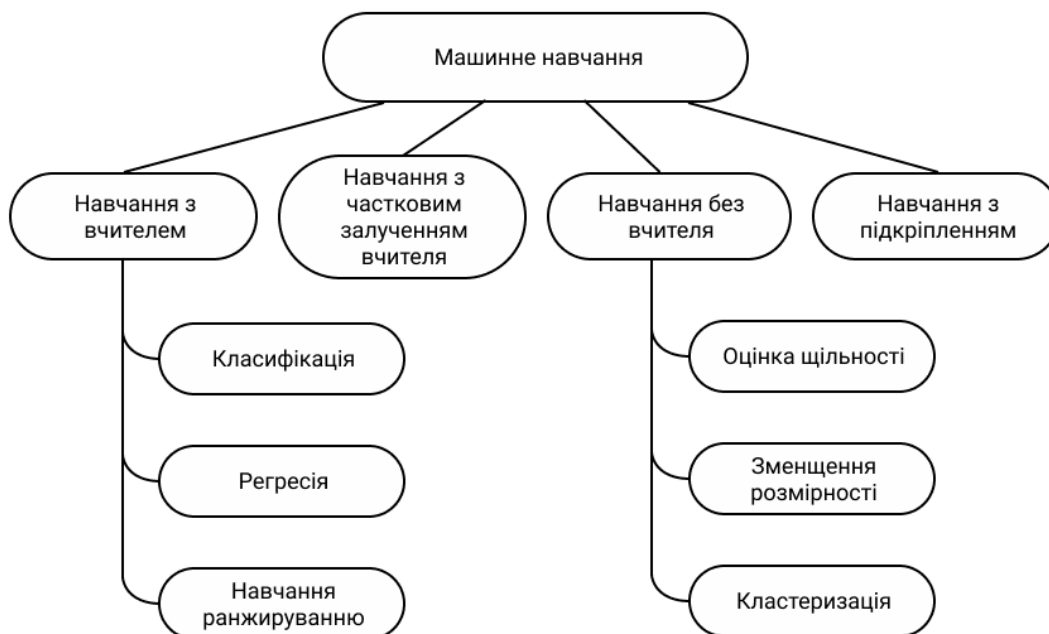 Машинне навчання
Навчання з
вчителем
Навчання з
частковим
залученням
вчителя
Навчання без
вчителя
Навчання з
підкріпленням
Класифікація
Регресія
Навчання
ранжируванню
Оцінка щільності
Зменщення
розмірності
Кластеризація